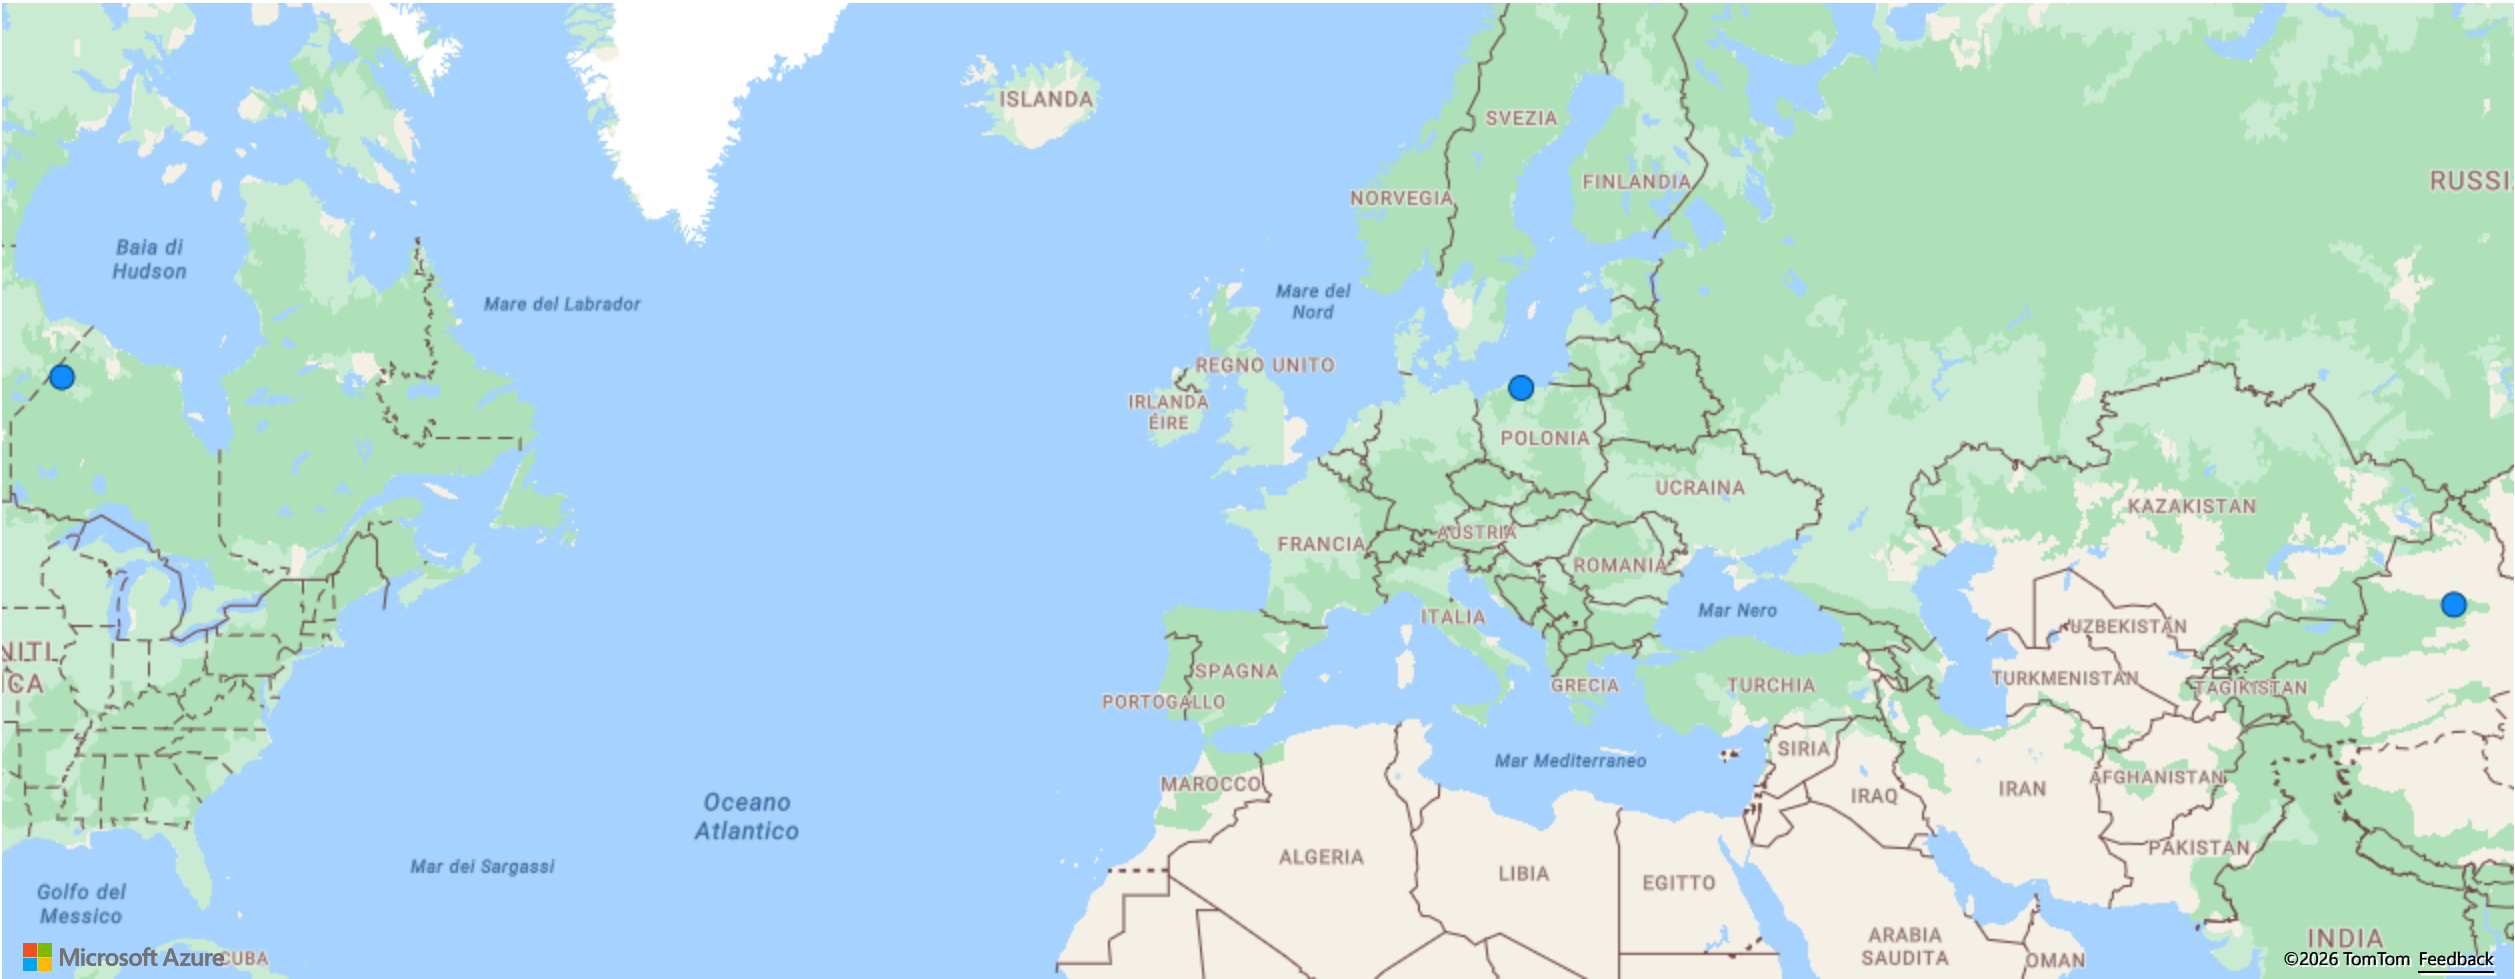 ISLANDA
SVEZIA
FINLANDIA
NORVEGIA
RUSSI
Baia di
Hudson
Mare del Labrador
Mare del
Nord
REGNO UNITO
IRLANDA
ÉIRE
POLONIA
UCRAINA
KAZAKISTAN
FRANCIA
AUSTRIA
ROMANIA
ITALIA
Mar Nero
UZBEKISTAN
NITI
ICA
SPAGNA
PORTOGALLO
GRECIA
TURCHIA
TURKMENISTAN
TAGIKISTAN
SIRIA
Mar Mediterraneo
MAROCCO
IRAQ
IRAN
AFGHANISTAN
Oceano
Atlantico
ALGERIA
LIBIA
EGITTO
PAKISTAN
Mar dei Sargassi
Golfo del
Messico
ARABIA
SAUDITA
OMAN
INDIA
CUBA
Microsoft Azure
©2026 TomTom Feedback